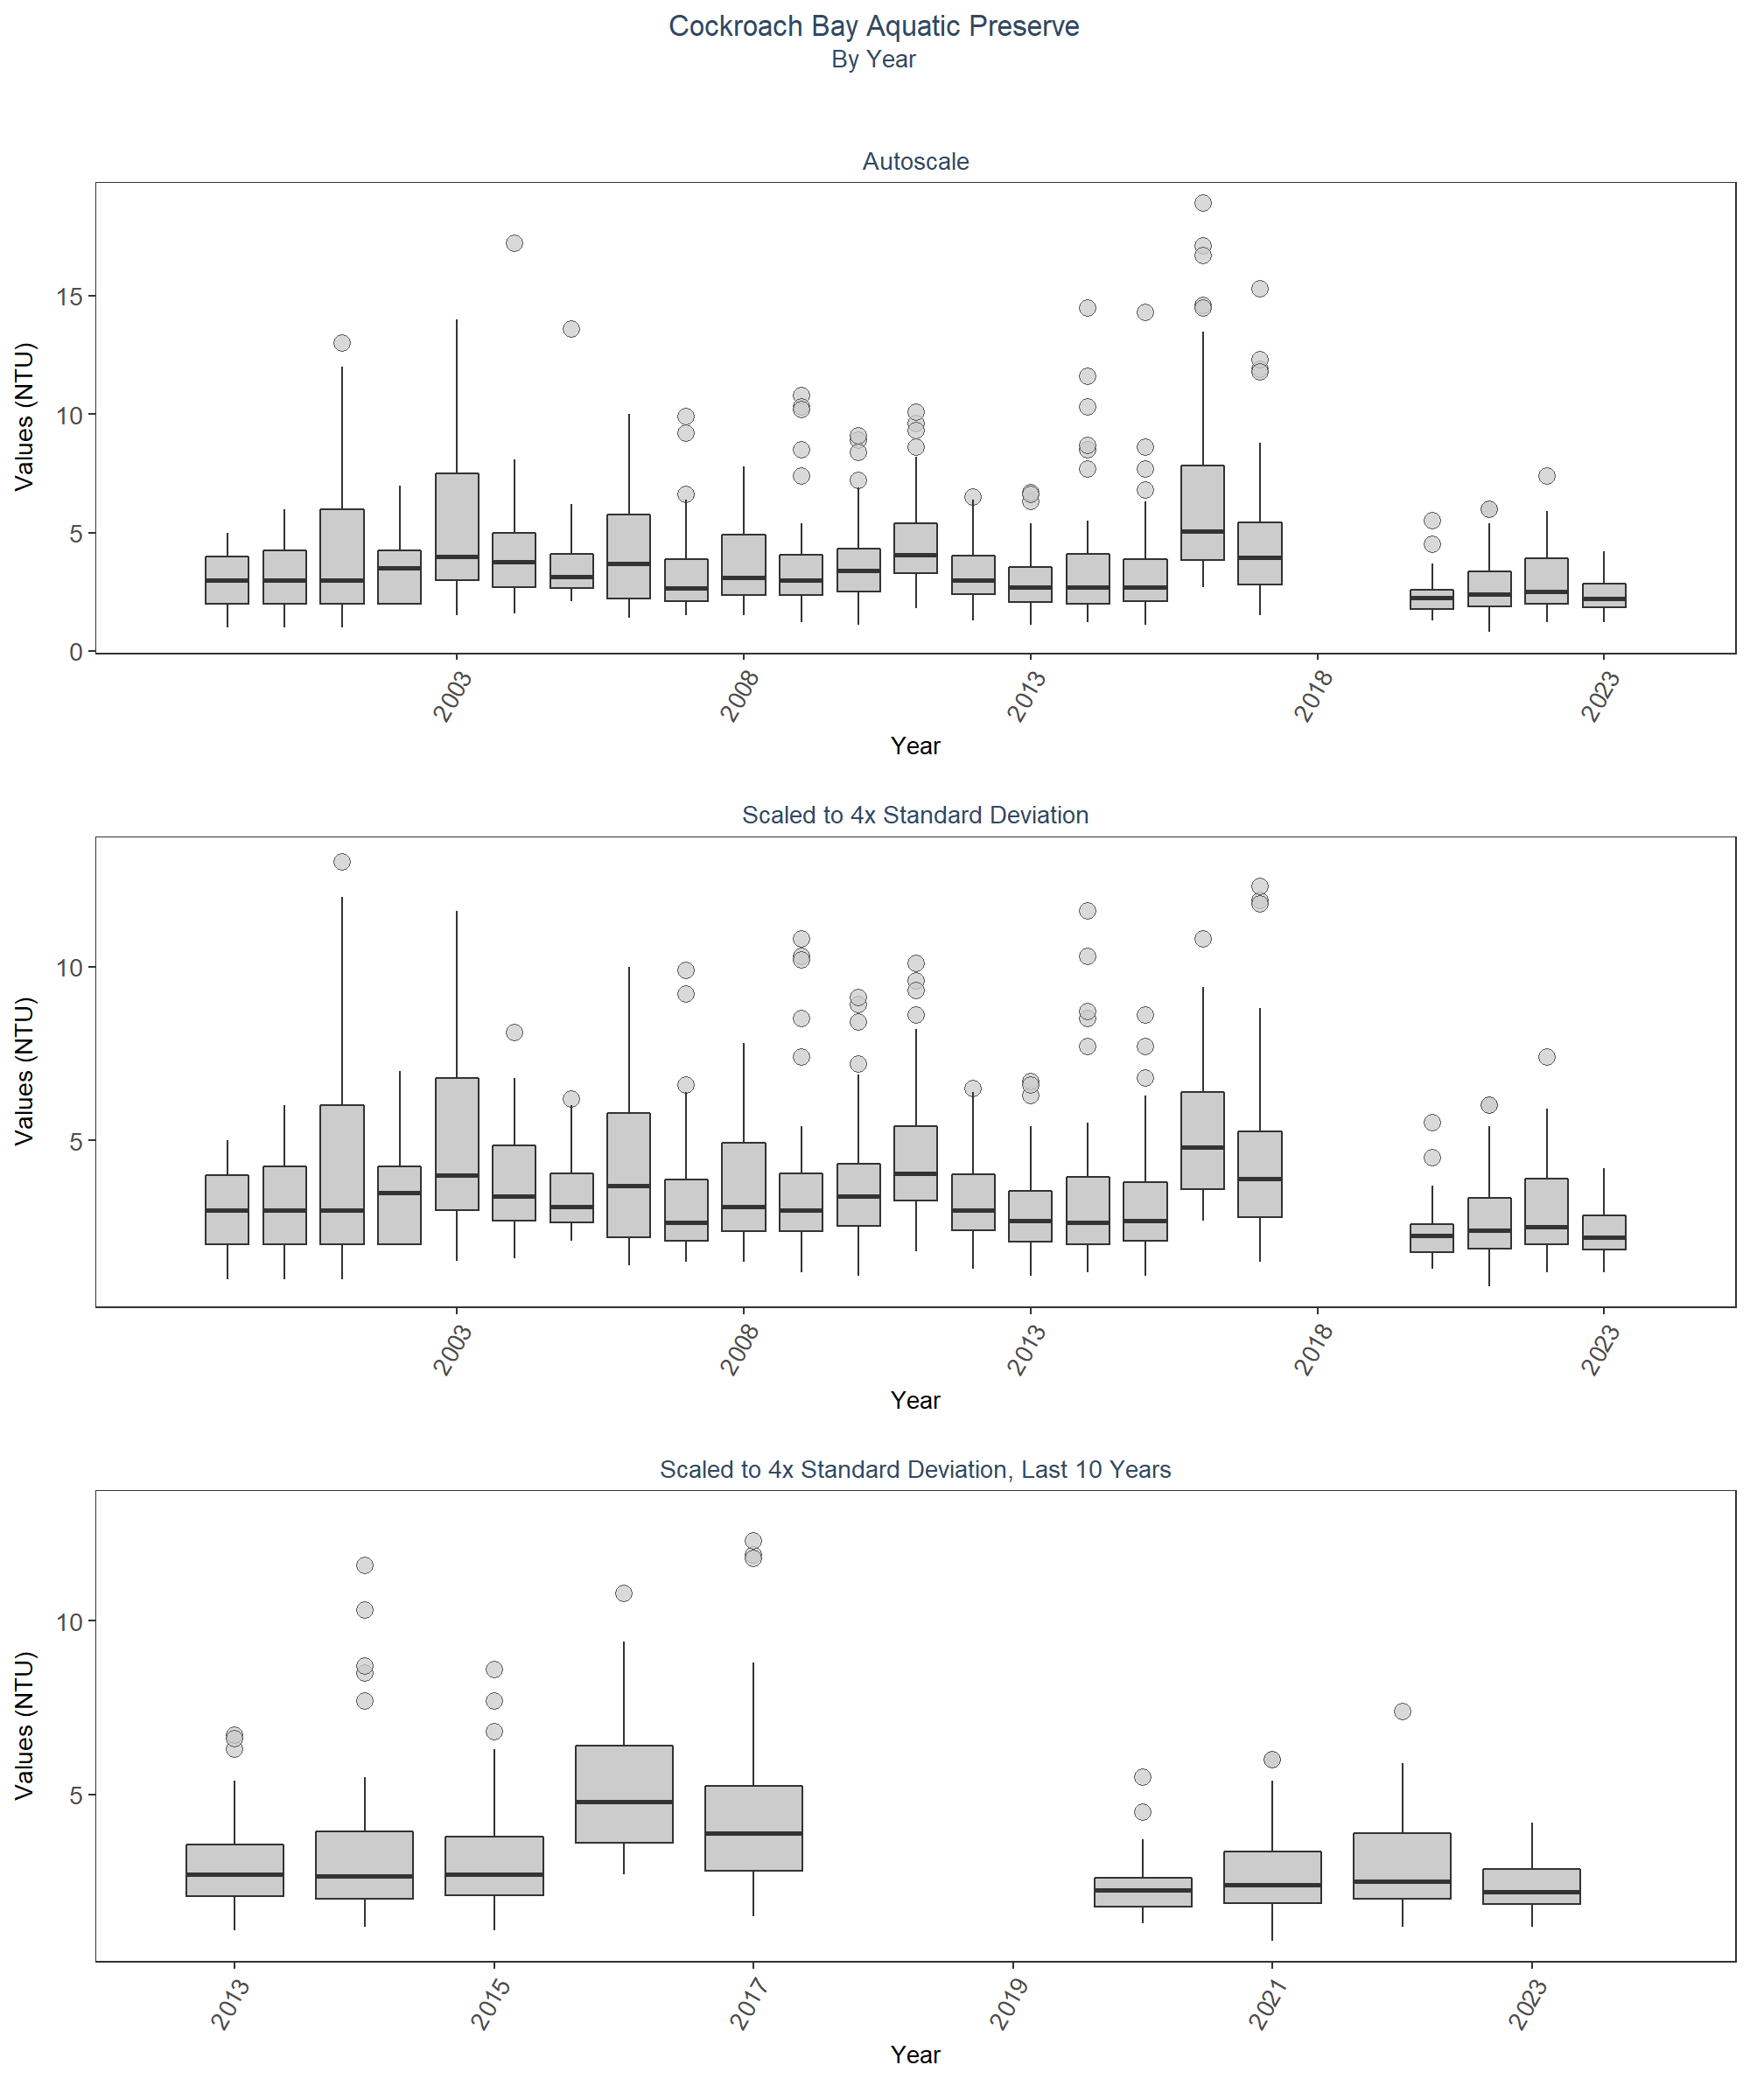 Cockroach Bay Aquatic Preserve
By Year
Autoscale
Values (NTU)
15
10
5
0
2003 2008 2013 2018 2023
Year
Scaled to 4x Standard Deviation
Values (NTU)
10
5
2003 2008 2013 2018 2023
Year
Scaled to 4x Standard Deviation, Last 10 Years
Values (NTU)
10
5
2013 2015 2017 2019 2021 2023
Year